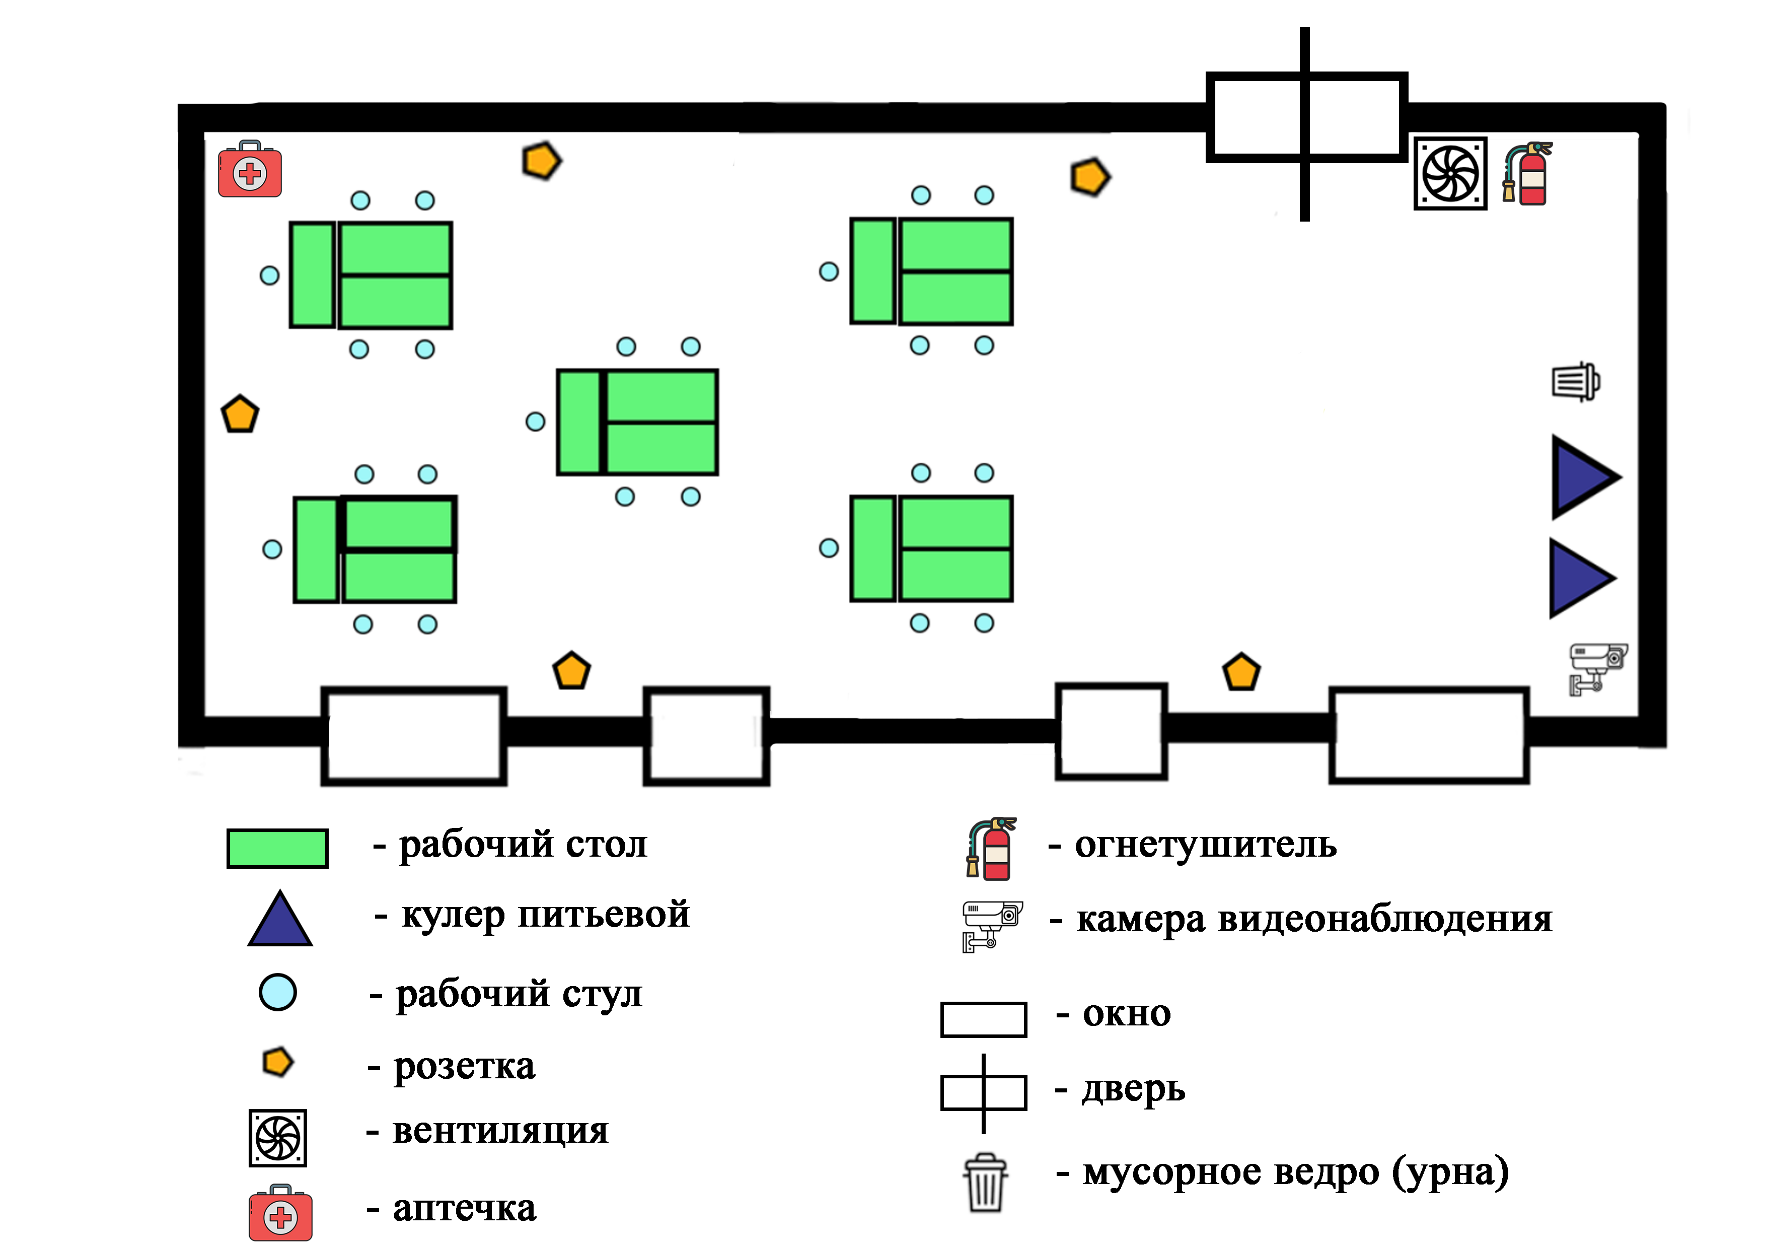 - рабочий стол
- кулер питьевой
- рабочий стул
- розетка
- вентиляция
- аптечка
- огнетушитель
- камера видеонаблюдения
- окно
- дверь
- мусорное ведро (урна)